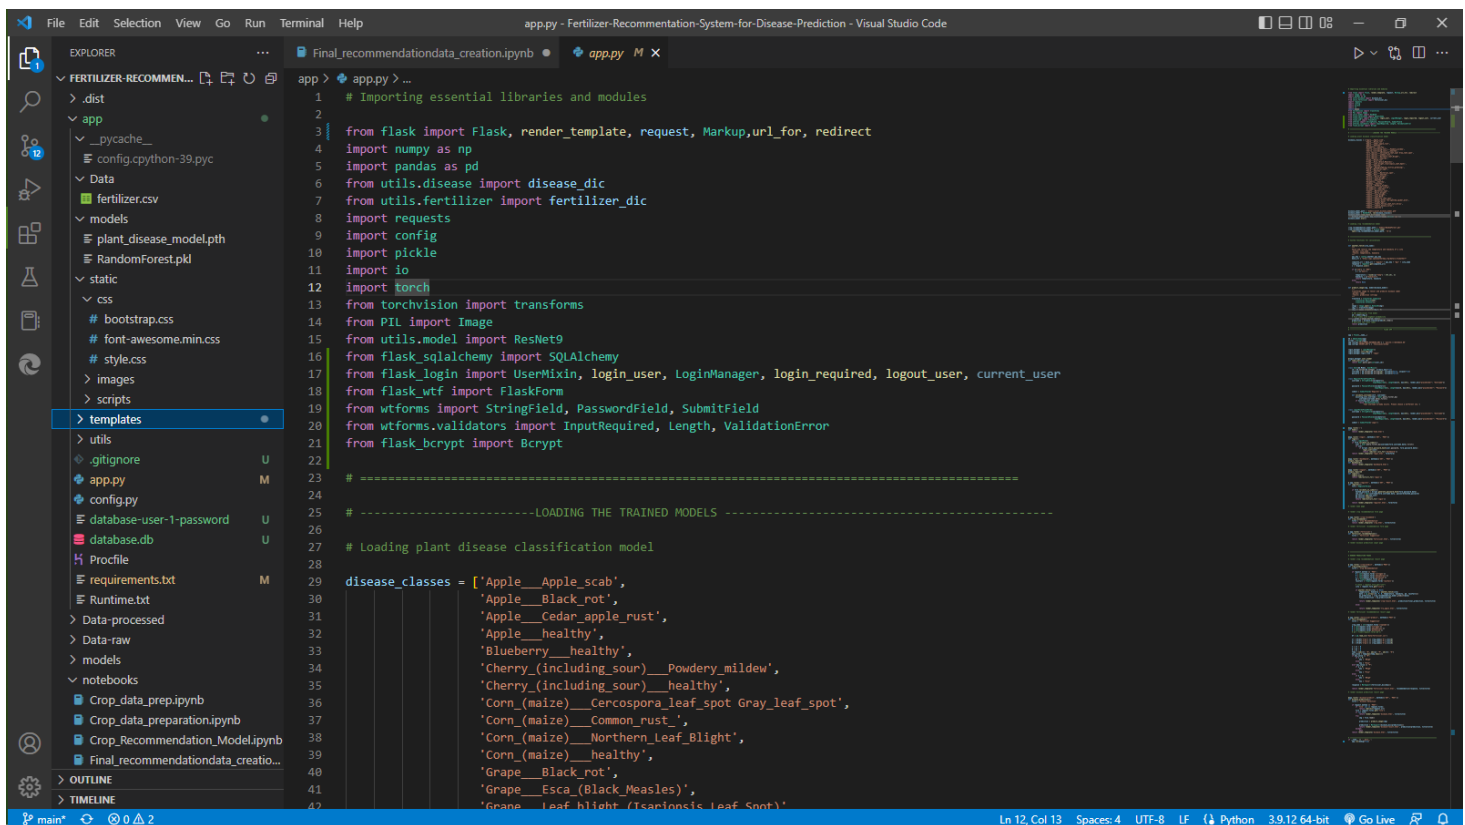 File Edit Selection View Go Run Terminal Help app.py - Fertilizer-Recommentation-System-for-Disease-Prediction - Visual Studio Code
EXPLORER ...
FERTILIZER-RECOMMEN...
.dist
app
__pycache__
config.cpython-39.pyc
Data
fertilizer.csv
models
plant_disease_model.pth
RandomForest.pkl
static
css
# bootstrap.css
# font-awesome.min.css
# style.css
images
scripts
templates
utils
.gitignore U
app.py M
config.py
database-user-1-password U
database.db U
Procfile
requirements.txt M
Runtime.txt
Data-processed
Data-raw
models
notebooks
Crop_data_prep.ipynb
Crop_data_preparation.ipynb
Crop_Recommendation_Model.ipynb
Final_recommendationdata_creatio...
OUTLINE
TIMELINE
1
12
Final_recommendationdata_creation.ipynb app.py M
app > app.py > ...
1 # Importing essential libraries and modules
2
3 from flask import Flask, render_template, request, Markup,url_for, redirect
4 import numpy as np
5 import pandas as pd
6 from utils.disease import disease_dic
7 from utils.fertilizer import fertilizer_dic
8 import requests
9 import config
10 import pickle
11 import io
12 import torch
13 from torchvision import transforms
14 from PIL import Image
15 from utils.model import ResNet9
16 from flask_sqlalchemy import SQLAlchemy
17 from flask_login import UserMixin, login_user, LoginManager, login_required, logout_user, current_user
18 from flask_wtf import FlaskForm
19 from wtforms import StringField, PasswordField, SubmitField
20 from wtforms.validators import InputRequired, Length, ValidationError
21 from flask_bcrypt import Bcrypt
22
23 # ==============================================================================================
24
25 # -------------------------LOADING THE TRAINED MODELS -----------------------------------------------
26
27 # Loading plant disease classification model
28
29 disease_classes = ['Apple___Apple_scab',
30 'Apple___Black_rot',
31 'Apple___Cedar_apple_rust',
32 'Apple___healthy',
33 'Blueberry___healthy',
34 'Cherry_(including_sour)___Powdery_mildew',
35 'Cherry_(including_sour)___healthy',
36 'Corn_(maize)___Cercospora_leaf_spot Gray_leaf_spot',
37 'Corn_(maize)___Common_rust_',
38 'Corn_(maize)___Northern_Leaf_Blight',
39 'Corn_(maize)___healthy',
40 'Grape___Black_rot',
41 'Grape___Esca_(Black_Measles)',
42 'Grape___Leaf_blight_(Isariopsis_Leaf_Spot)'
main* 0 2 Ln 12, Col 13 Spaces: 4 UTF-8 LF Python 3.9.12 64-bit Go Live